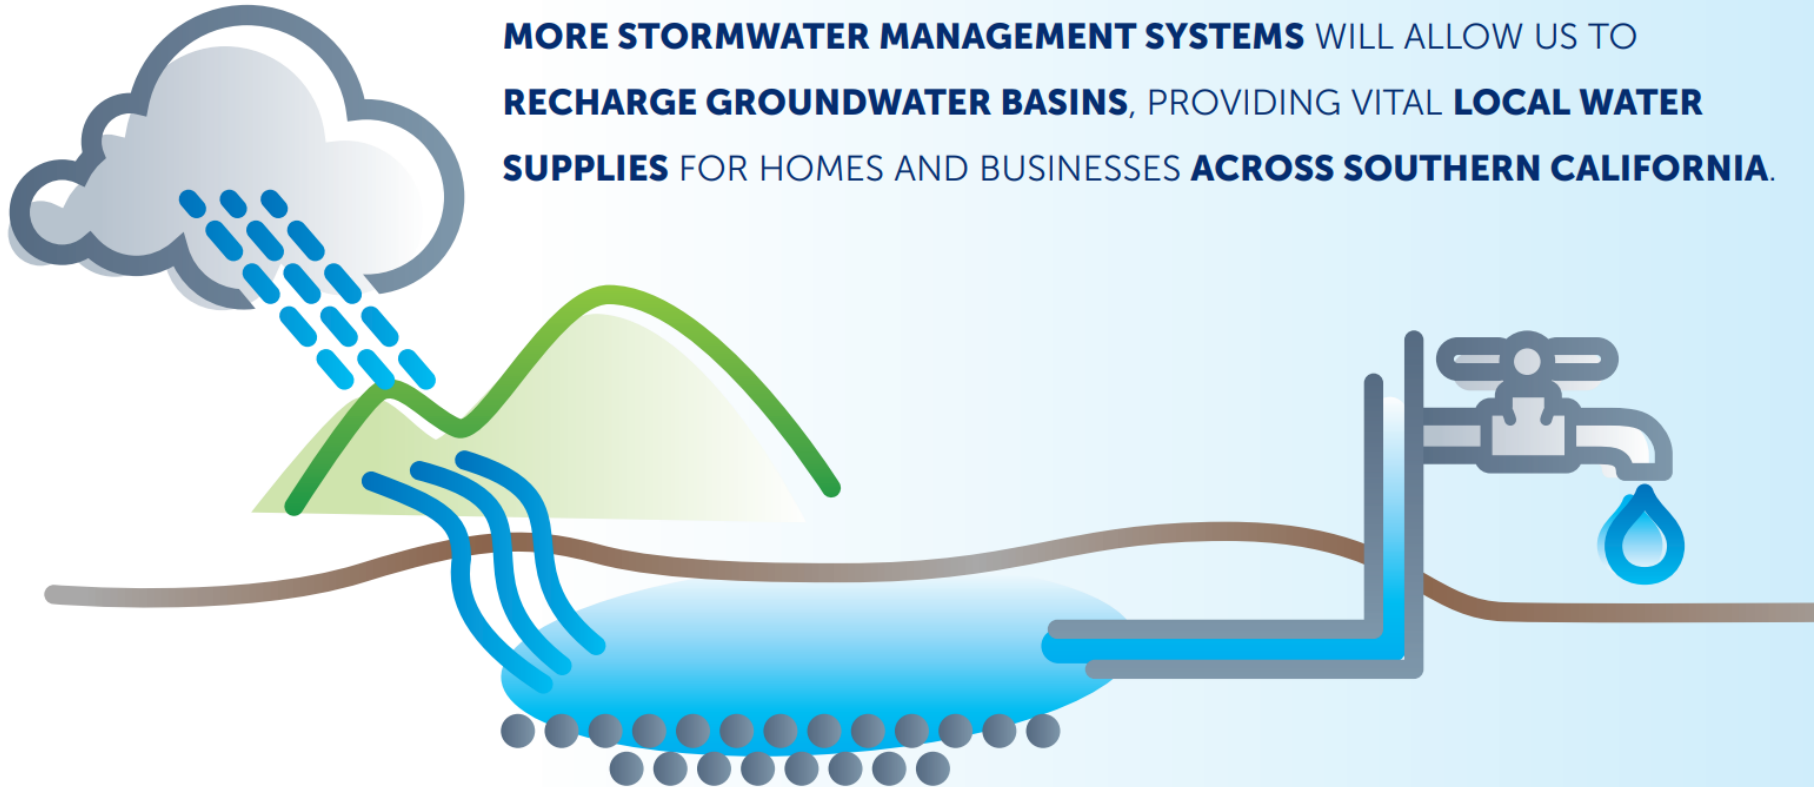 MORE STORMWATER MANAGEMENT SYSTEMS WILL ALLOW US TO
RECHARGE GROUNDWATER BASINS, PROVIDING VITAL LOCAL WATER
SUPPLIES FOR HOMES AND BUSINESSES ACROSS SOUTHERN CALIFORNIA.